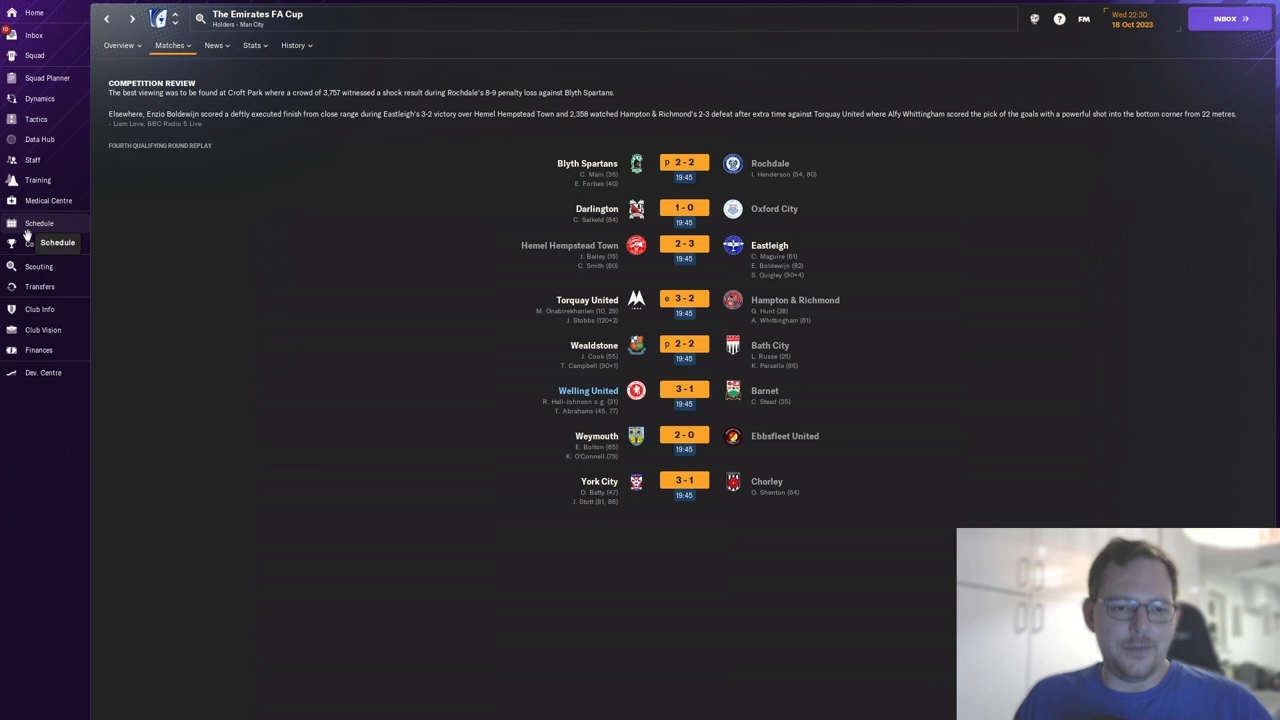 Home
The Emirates FA Cup
Holders - Man City
Wed 22:30
18 Oct 2023
FM
INBOX
10
Inbox
Squad
Overview
Matches
News
Stats
History
Squad Planner
Dynamics
Tactics
Data Hub
Staff
Training
Medical Centre
Schedule
Co
Schedule
Scouting
Transfers
Club Info
Club Vision
Finances
Dev. Centre
COMPETITION REVIEW
The best viewing was to be found at Croft Park where a crowd of 3,757 witnessed a shock result during Rochdale's 8-9 penalty loss against Blyth Spartans.
Elsewhere, Enzio Boldewijn scored a deftly executed finish from close range during Eastleigh's 3-2 victory over Hemel Hempstead Town and 2,358 watched Hampton & Richmond's 2-3 defeat after extra time against Torquay United where Alfy Whittingham scored the pick of the goals with a powerful shot into the bottom corner from 22 metres.
- Liam Love, BBC Radio 5 Live
FOURTH QUALIFYING ROUND REPLAY
Blyth Spartans p 2 - 2 Rochdale
C. Main (36) 19:45 I. Henderson (54, 80)
E. Forbes (40)
Darlington 1 - 0 Oxford City
C. Salkeld (84) 19:45
Hemel Hempstead Town 2 - 3 Eastleigh
J. Bailey (15) 19:45 C. Maguire (61)
C. Smith (80) E. Boldewijn (82)
S. Quigley (90+4)
Torquay United e 3 - 2 Hampton & Richmond
M. Onabirekhanlen (10, 29) 19:45 G. Hunt (28)
J. Stobbs (120+2) A. Whittingham (61)
Wealdstone p 2 - 2 Bath City
J. Cook (55) 19:45 L. Russe (25)
T. Campbell (90+1) K. Parselle (66)
Welling United 3 - 1 Barnet
R. Hall-Johnson o.g. (31) 19:45 C. Stead (35)
T. Abrahams (45, 77)
Weymouth 2 - 0 Ebbsfleet United
E. Bolton (65) 19:45
K. O'Connell (79)
York City 3 - 1 Chorley
D. Batty (47) 19:45 O. Shenton (64)
J. Stott (81, 86)